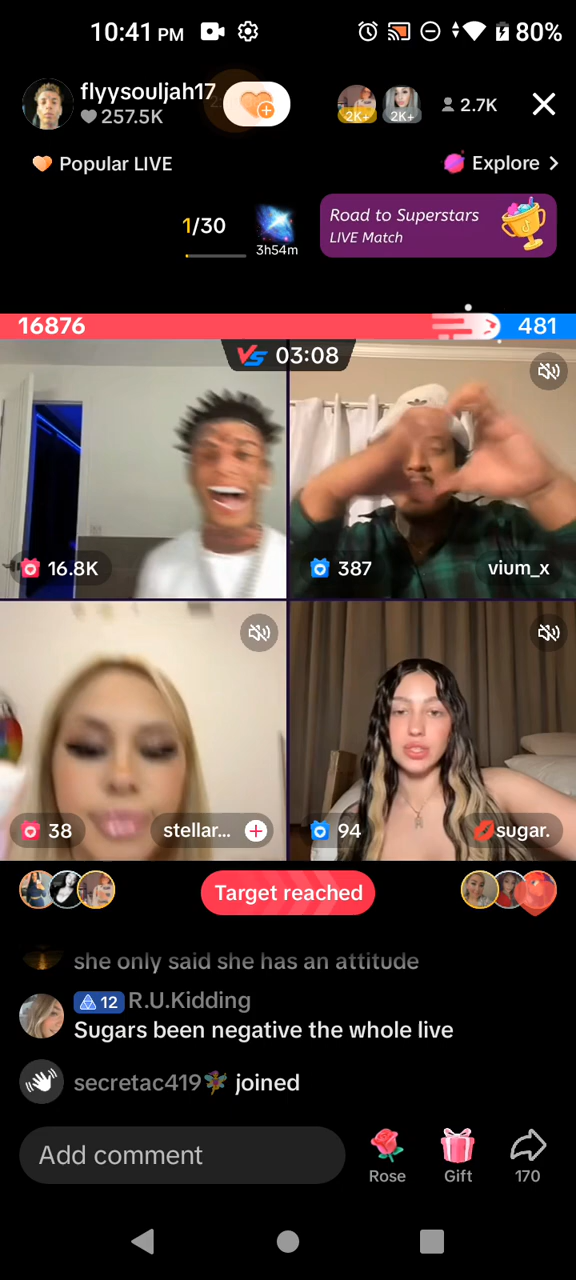 10:41 PM
80%
flyysouljah17
257.5K
2K+
2K+
2.7K
Popular LIVE
Explore >
1/30
3h54m
Road to Superstars
LIVE Match
16876
481
VS 03:08
16.8K
387
vium_x
38
stellar...
94
💋sugar.
Target reached
she only said she has an attitude
12 R.U.Kidding
Sugars been negative the whole live
secretac419🧚 joined
Add comment
Rose
Gift
170